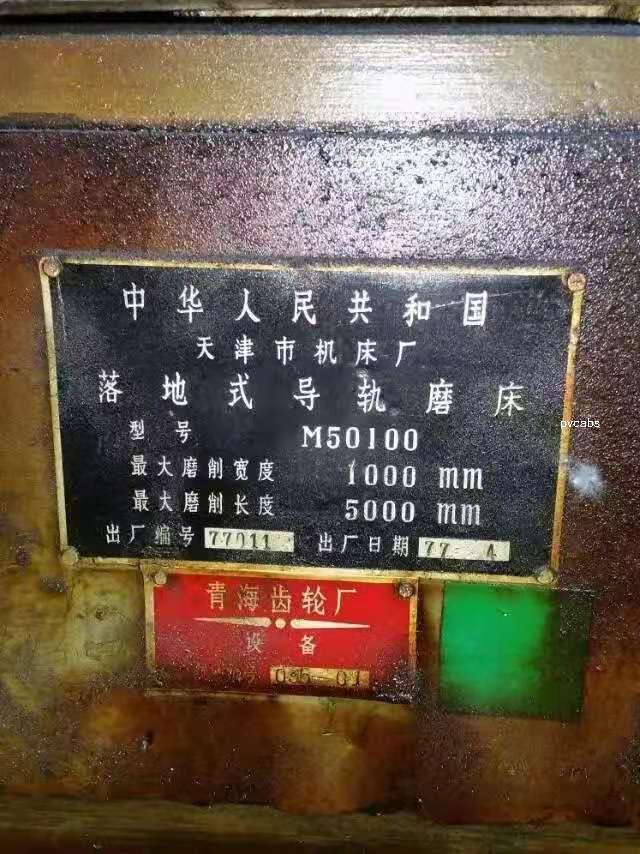 中华人民共和国
天津市机床厂
落地式导轨磨床
型号 M50100
pvcabs
最大磨削宽度 1000 mm
最大磨削长度 5000 mm
出厂编号 77011 出厂日期 77 4
青海齿轮厂
设备
号 035-01